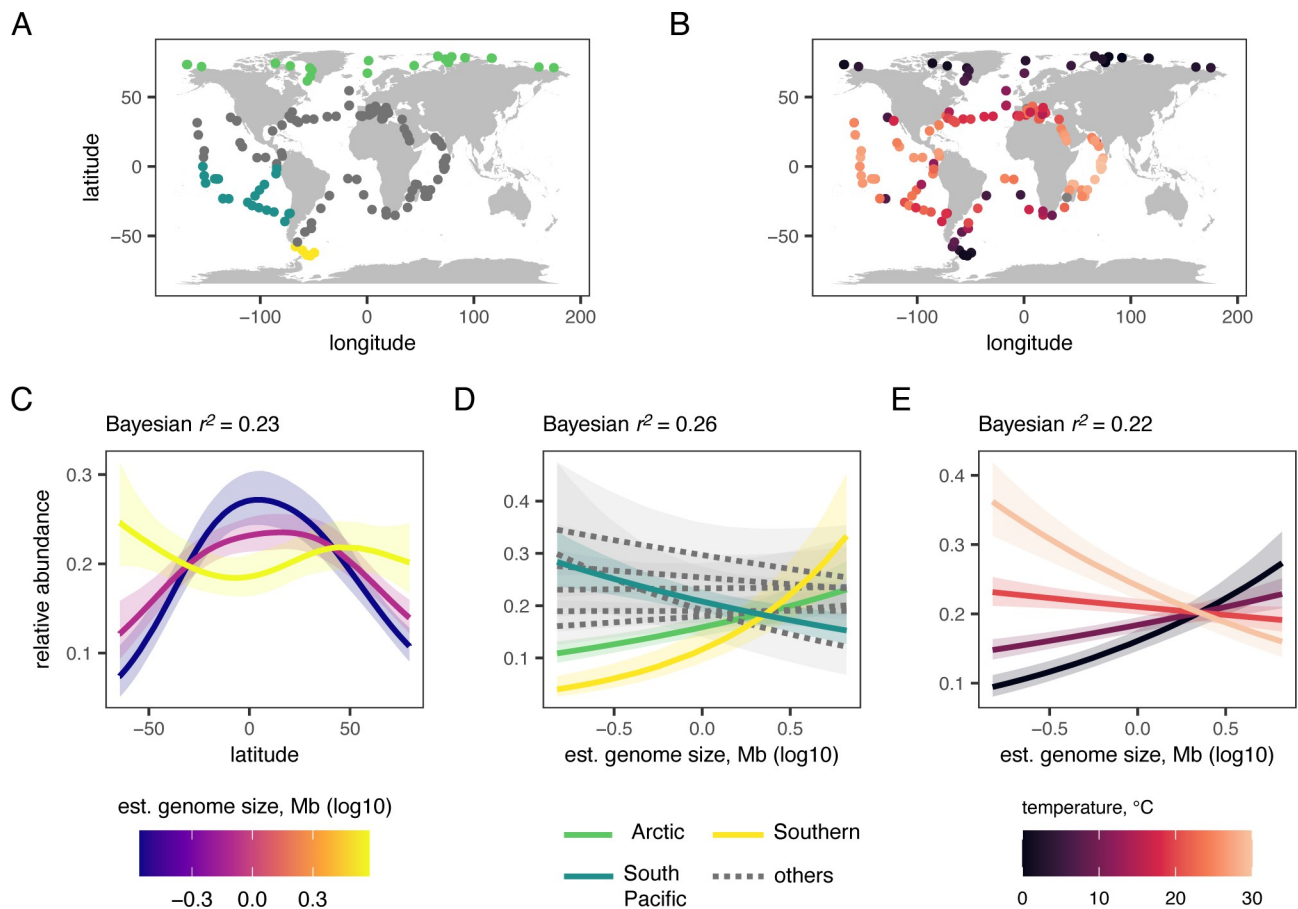 A
B
50
0
−50
latitude
−100
0
100
200
longitude
50
0
−50
−100
0
100
200
longitude
C
D
E
Bayesian r² = 0.23
Bayesian r² = 0.26
Bayesian r² = 0.22
relative abundance
0.3
0.2
0.1
−50
0
50
latitude
0.4
0.3
0.2
0.1
−0.5
0.0
0.5
est. genome size, Mb (log10)
0.4
0.3
0.2
0.1
−0.5
0.0
0.5
est. genome size, Mb (log10)
est. genome size, Mb (log10)
−0.3
0.0
0.3
Arctic
Southern
South
Pacific
others
temperature, °C
0
10
20
30